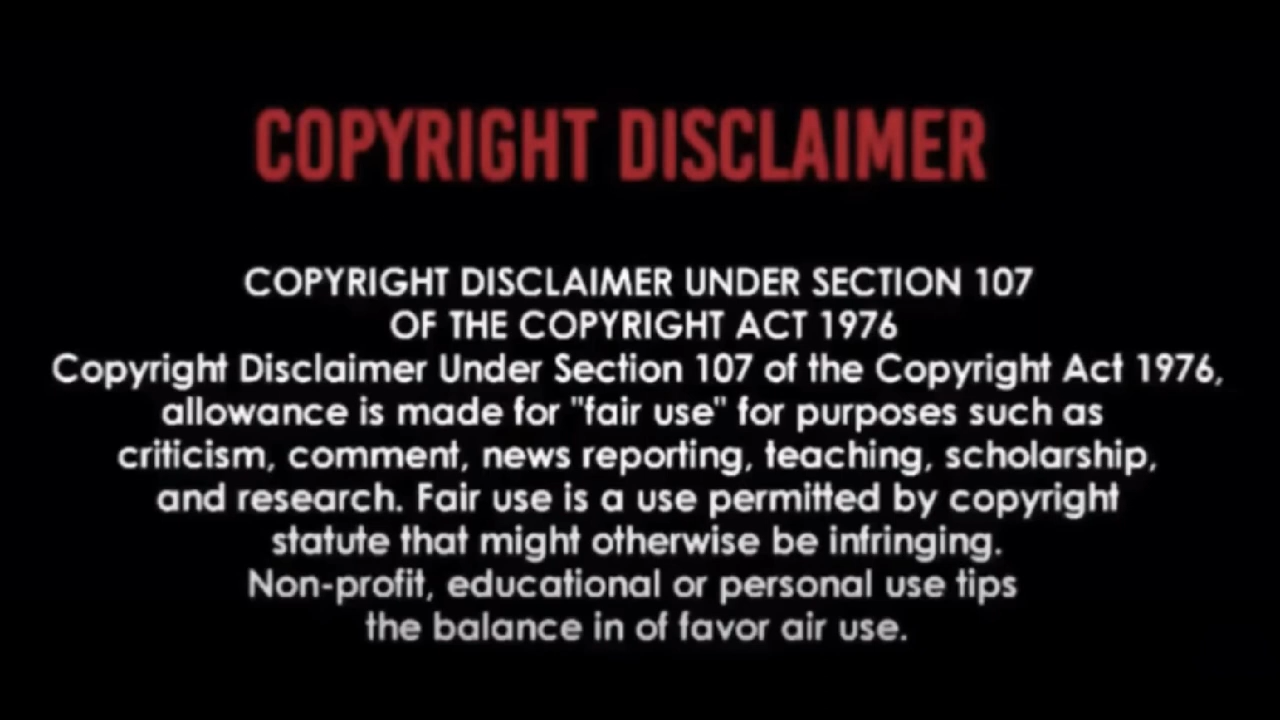 COPYRIGHT DISCLAIMER
COPYRIGHT DISCLAIMER UNDER SECTION 107
OF THE COPYRIGHT ACT 1976
Copyright Disclaimer Under Section 107 of the Copyright Act 1976,
allowance is made for "fair use" for purposes such as
criticism, comment, news reporting, teaching, scholarship,
and research. Fair use is a use permitted by copyright
statute that might otherwise be infringing.
Non-profit, educational or personal use tips
the balance in of favor air use.